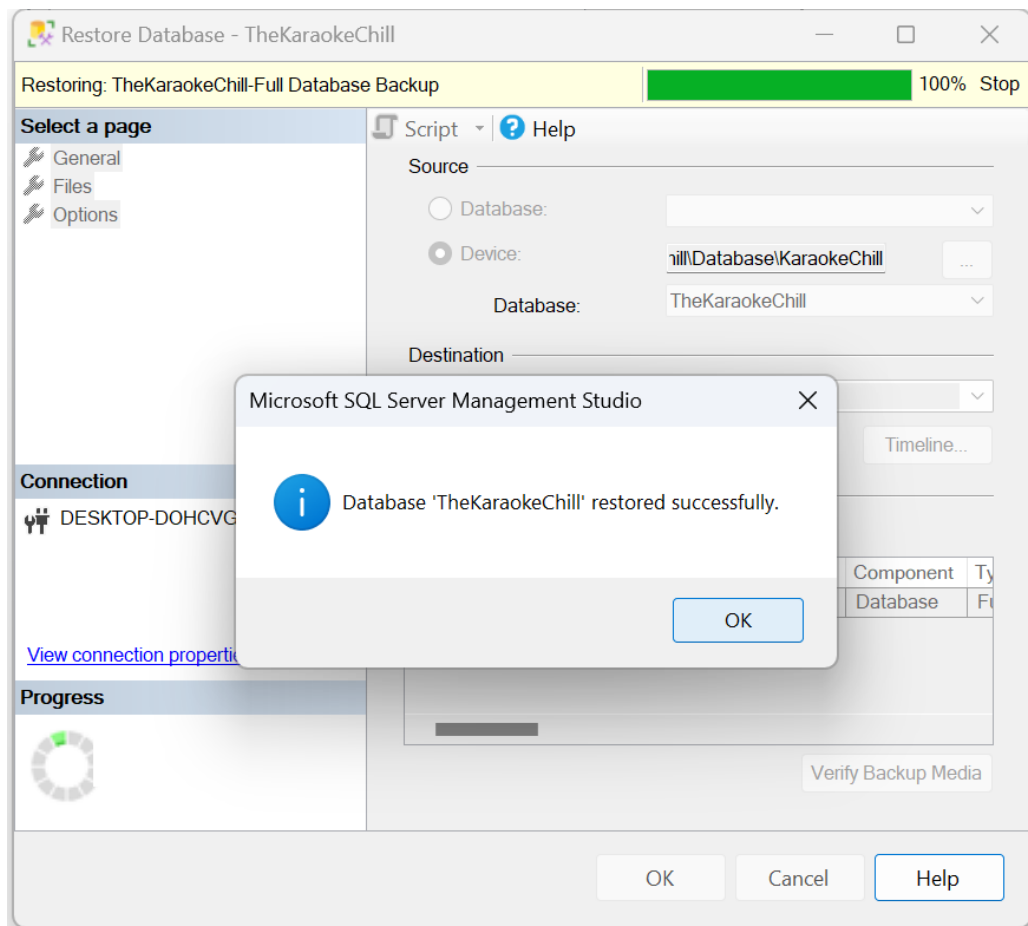 Restore Database - TheKaraokeChill
Restoring: TheKaraokeChill-Full Database Backup
100% Stop
Select a page
General
Files
Options
Script
Help
Source
Database:
Device:
hill\Database\KaraokeChill
...
Database:
TheKaraokeChill
Destination
Timeline...
Microsoft SQL Server Management Studio
Database 'TheKaraokeChill' restored successfully.
OK
Connection
DESKTOP-DOHCVG
View connection properti
Component
Database
Progress
Verify Backup Media
OK
Cancel
Help